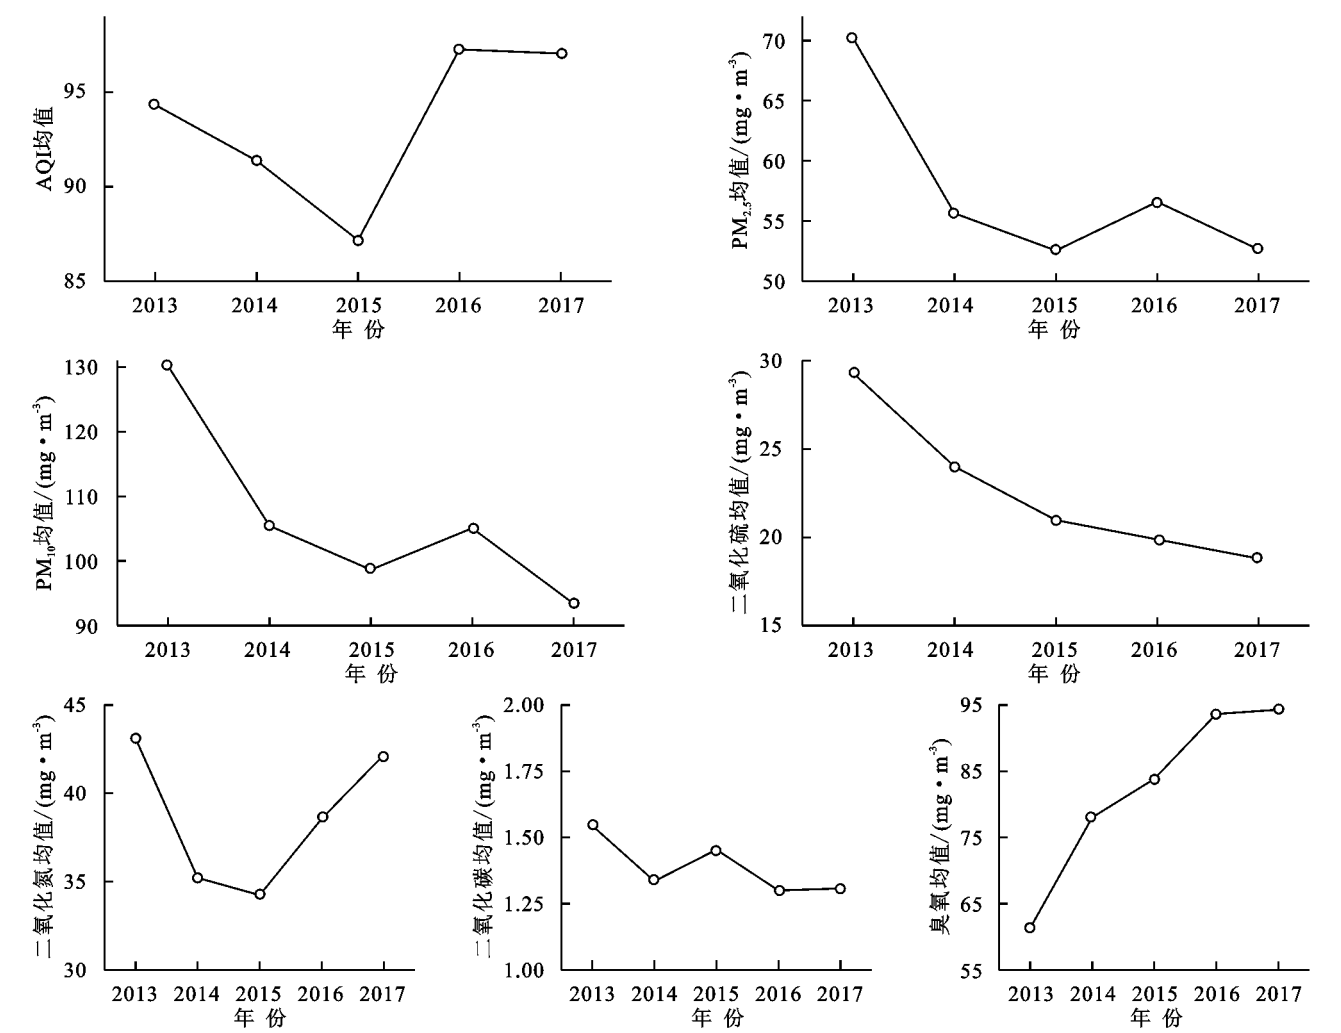 AQI均值
95
90
85
2013 2014 2015 2016 2017
年 份
PM2.5均值/(mg·m-3)
70
65
60
55
50
2013 2014 2015 2016 2017
年 份
PM10均值/(mg·m-3)
130
120
110
100
90
2013 2014 2015 2016 2017
年 份
二氧化硫均值/(mg·m-3)
30
25
20
15
2013 2014 2015 2016 2017
年 份
二氧化氮均值/(mg·m-3)
45
40
35
30
2013 2014 2015 2016 2017
年 份
二氧化碳均值/(mg·m-3)
2.00
1.75
1.50
1.25
1.00
2013 2014 2015 2016 2017
年 份
臭氧均值/(mg·m-3)
95
85
75
65
55
2013 2014 2015 2016 2017
年 份